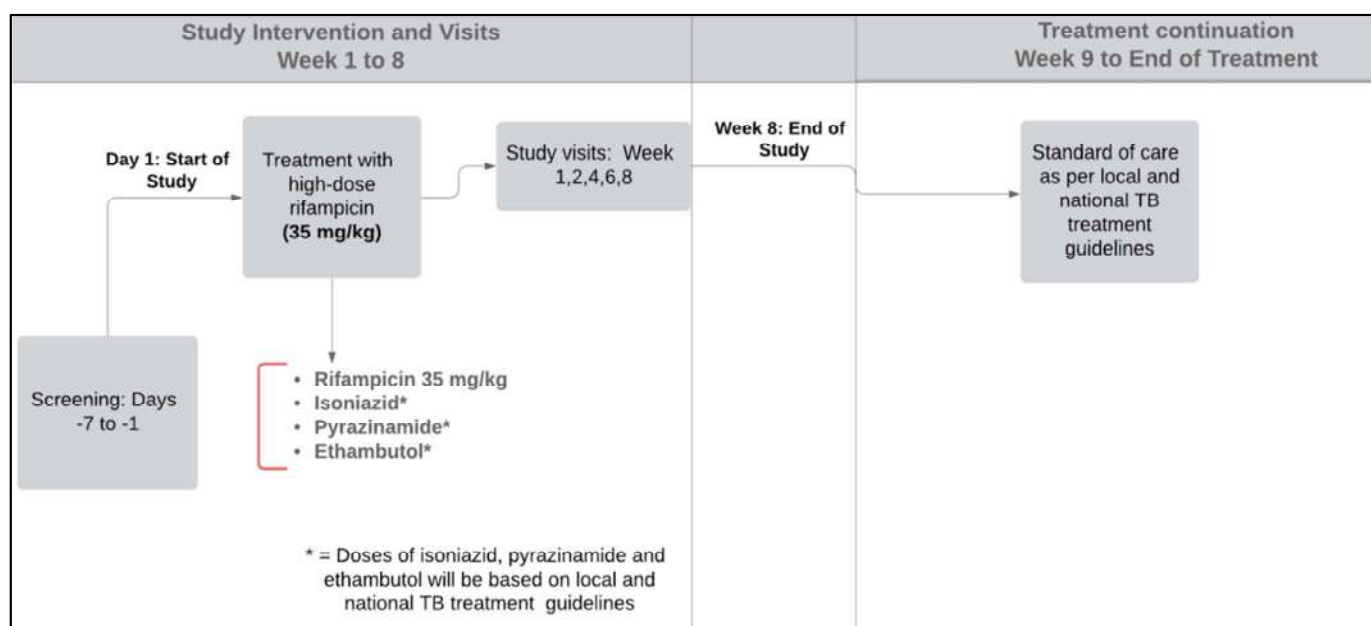 Study Intervention and Visits
Week 1 to 8
Treatment continuation
Week 9 to End of Treatment
Day 1: Start of
Study
Treatment with
high-dose
rifampicin
(35 mg/kg)
Study visits:  Week
1,2,4,6,8
Week 8: End of
Study
Standard of care
as per local and
national TB
treatment
guidelines
Screening: Days
-7 to -1
• Rifampicin 35 mg/kg
• Isoniazid*
• Pyrazinamide*
• Ethambutol*
* = Doses of isoniazid, pyrazinamide and
ethambutol will be based on local and
national TB treatment  guidelines